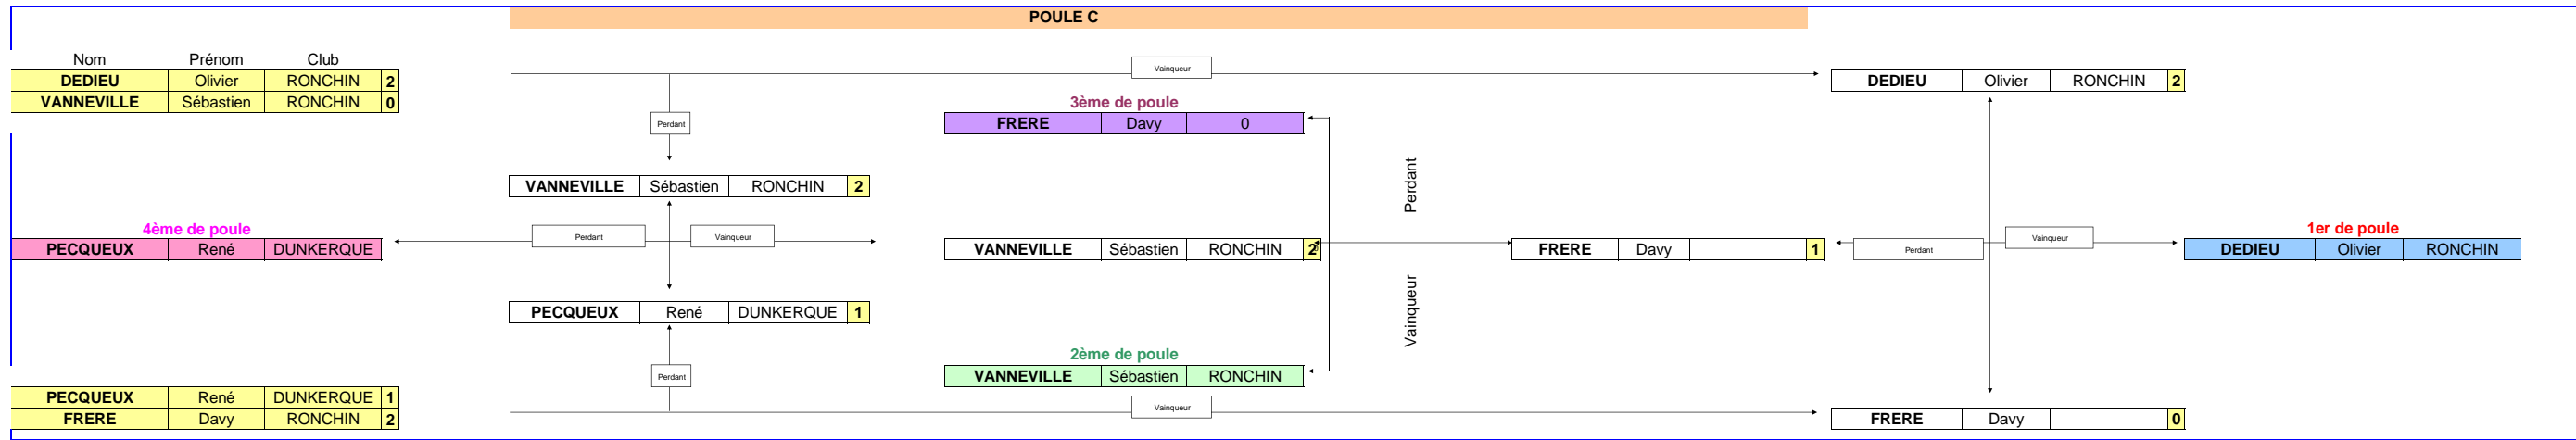 POULE C
Nom Prénom Club
Vainqueur
DEDIEU Olivier RONCHIN 2
DEDIEU Olivier RONCHIN 2
VANNEVILLE Sébastien RONCHIN 0
3ème de poule
Perdant
FRERE Davy 0
VANNEVILLE Sébastien RONCHIN 2
Perdant
4ème de poule
1er de poule
Perdant Vainqueur
Perdant Vainqueur
PECQUEUX René DUNKERQUE
VANNEVILLE Sébastien RONCHIN 2
FRERE Davy 1
DEDIEU Olivier RONCHIN
PECQUEUX René DUNKERQUE 1
Vainqueur
2ème de poule
Perdant
VANNEVILLE Sébastien RONCHIN
PECQUEUX René DUNKERQUE 1
Vainqueur
FRERE Davy RONCHIN 2
FRERE Davy 0